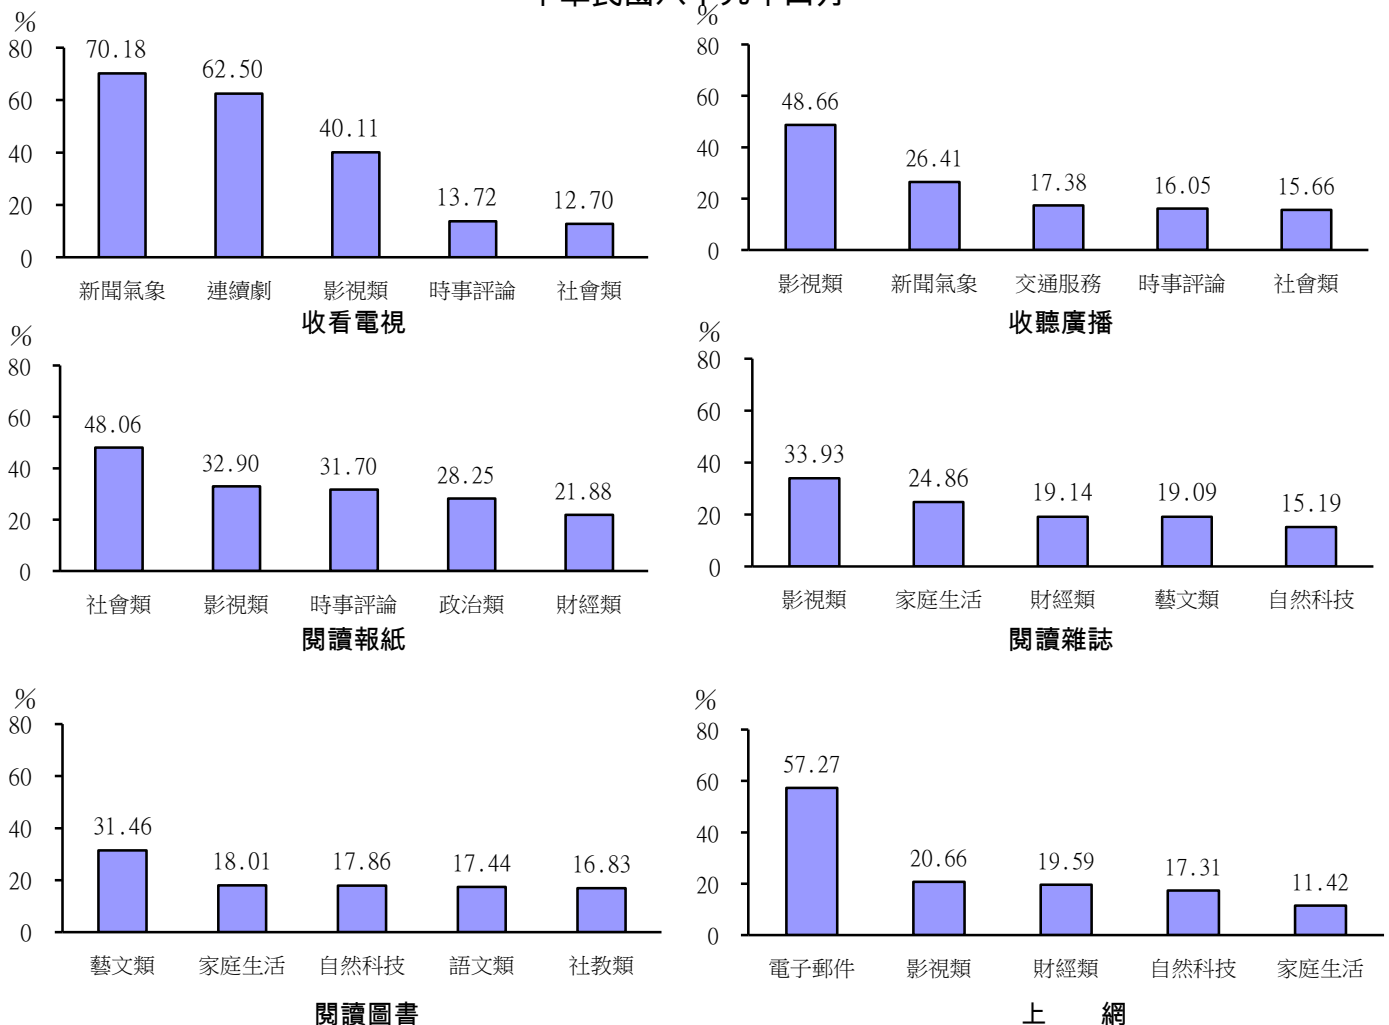 中華民國八十九年四月
%
80
60
40
20
0
70.18 62.50 40.11 13.72 12.70
新聞氣象 連續劇 影視類 時事評論 社會類
收看電視
%
80
60
40
20
0
48.66 26.41 17.38 16.05 15.66
影視類 新聞氣象 交通服務 時事評論 社會類
收聽廣播
%
80
60
40
20
0
48.06 32.90 31.70 28.25 21.88
社會類 影視類 時事評論 政治類 財經類
閱讀報紙
%
80
60
40
20
0
33.93 24.86 19.14 19.09 15.19
影視類 家庭生活 財經類 藝文類 自然科技
閱讀雜誌
%
80
60
40
20
0
31.46 18.01 17.86 17.44 16.83
藝文類 家庭生活 自然科技 語文類 社教類
閱讀圖書
%
80
60
40
20
0
57.27 20.66 19.59 17.31 11.42
電子郵件 影視類 財經類 自然科技 家庭生活
上 網